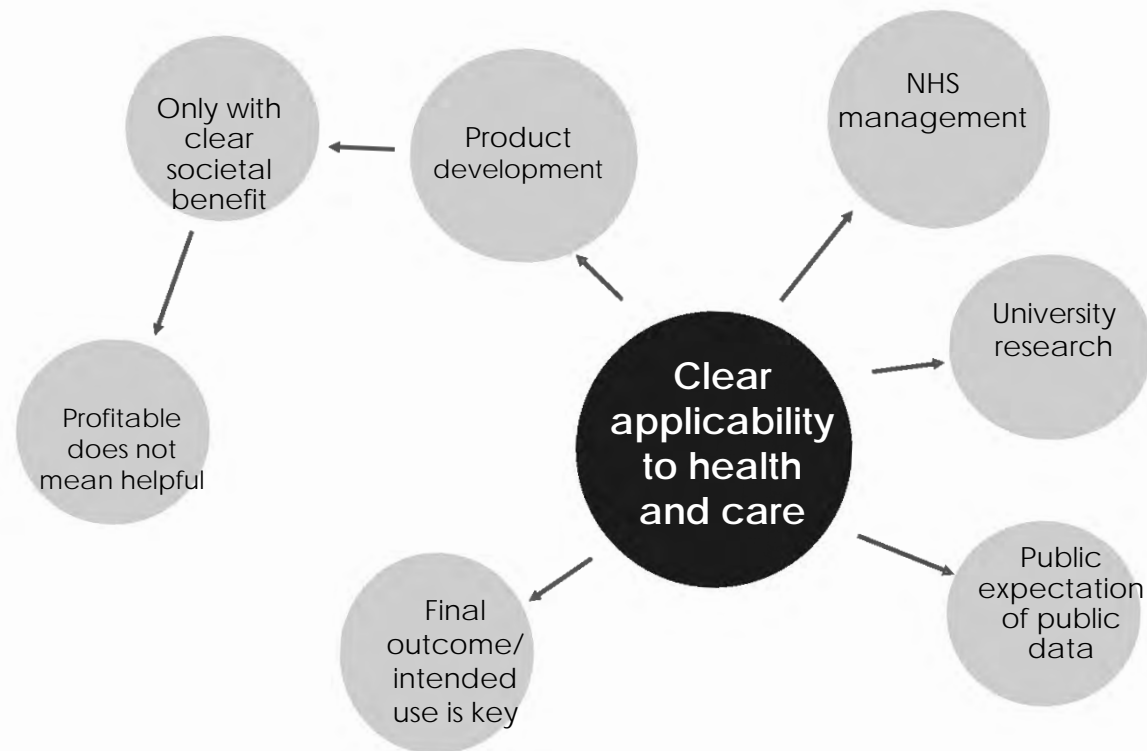 Only with
clear
societal
benefit
Product
development
NHS
management
University
research
Clear
applicability
to health
and care
Profitable
does not
mean helpful
Public
expectation
of public
data
Final
outcome/
intended
use is key